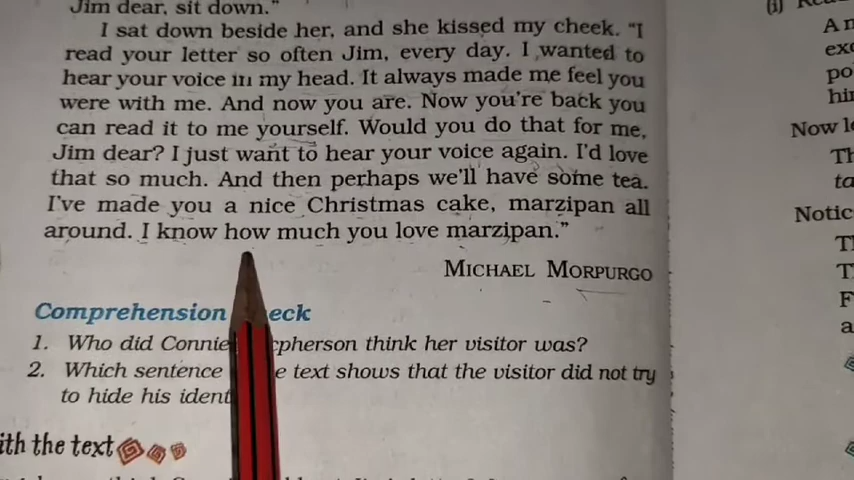 Jim dear, sit down."
I sat down beside her, and she kissed my cheek. "I
read your letter so often Jim, every day. I wanted to
hear your voice in my head. It always made me feel you
were with me. And now you are. Now you're back you
can read it to me yourself. Would you do that for me,
Jim dear? I just want to hear your voice again. I'd love
that so much. And then perhaps we'll have some tea.
I've made you a nice Christmas cake, marzipan all
around. I know how much you love marzipan."
MICHAEL MORPURGO
Comprehension
1. Who did Connie think her visitor was?
2. Which sentence text shows that the visitor did not try
to hide his
with the text
(i)
Now
Notic